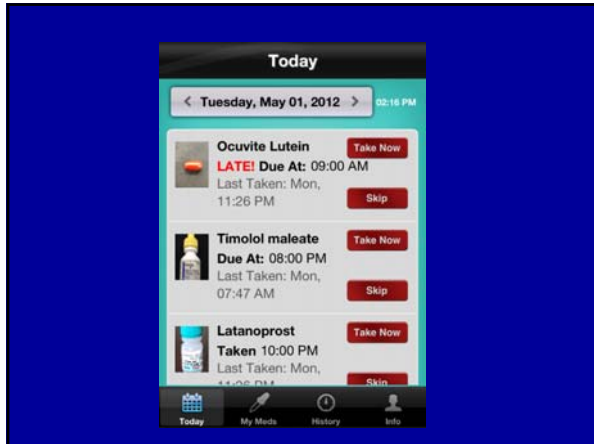 Today
Tuesday, May 01, 2012 02:16 PM
Ocuvite Lutein Take Now
LATE! Due At: 09:00 AM
Last Taken: Mon,
11:26 PM Skip
Timolol maleate Take Now
Due At: 08:00 PM
Last Taken: Mon,
07:47 AM Skip
Latanoprost Take Now
Taken 10:00 PM
Last Taken: Mon,
11:26 PM Skip
Today My Meds History Info